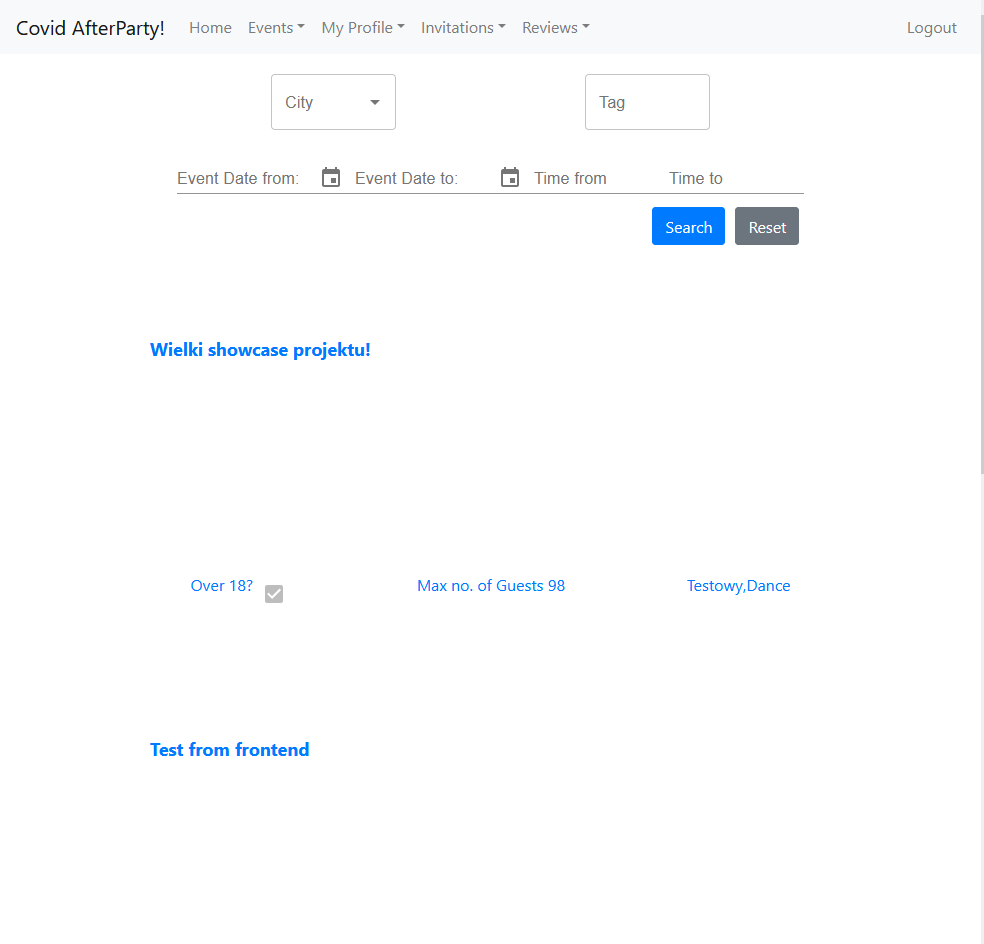 Covid AfterParty! Home Events My Profile Invitations Reviews Logout
City Tag
Event Date from: Event Date to: Time from Time to
Search Reset
Wielki showcase projektu!
Over 18? Max no. of Guests 98 Testowy,Dance
Test from frontend